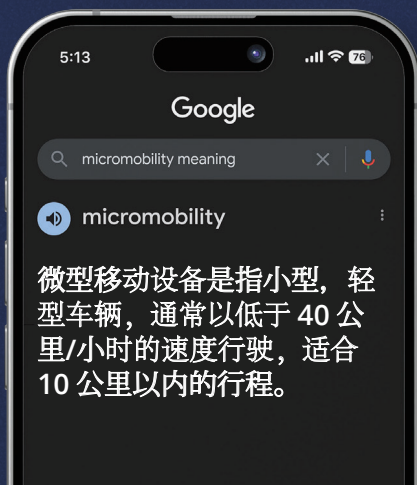 5:13
76
Google
micromobility meaning
micromobility
微型移动设备是指小型，轻
型车辆，通常以低于 40 公
里/小时的速度行驶，适合
10 公里以内的行程。